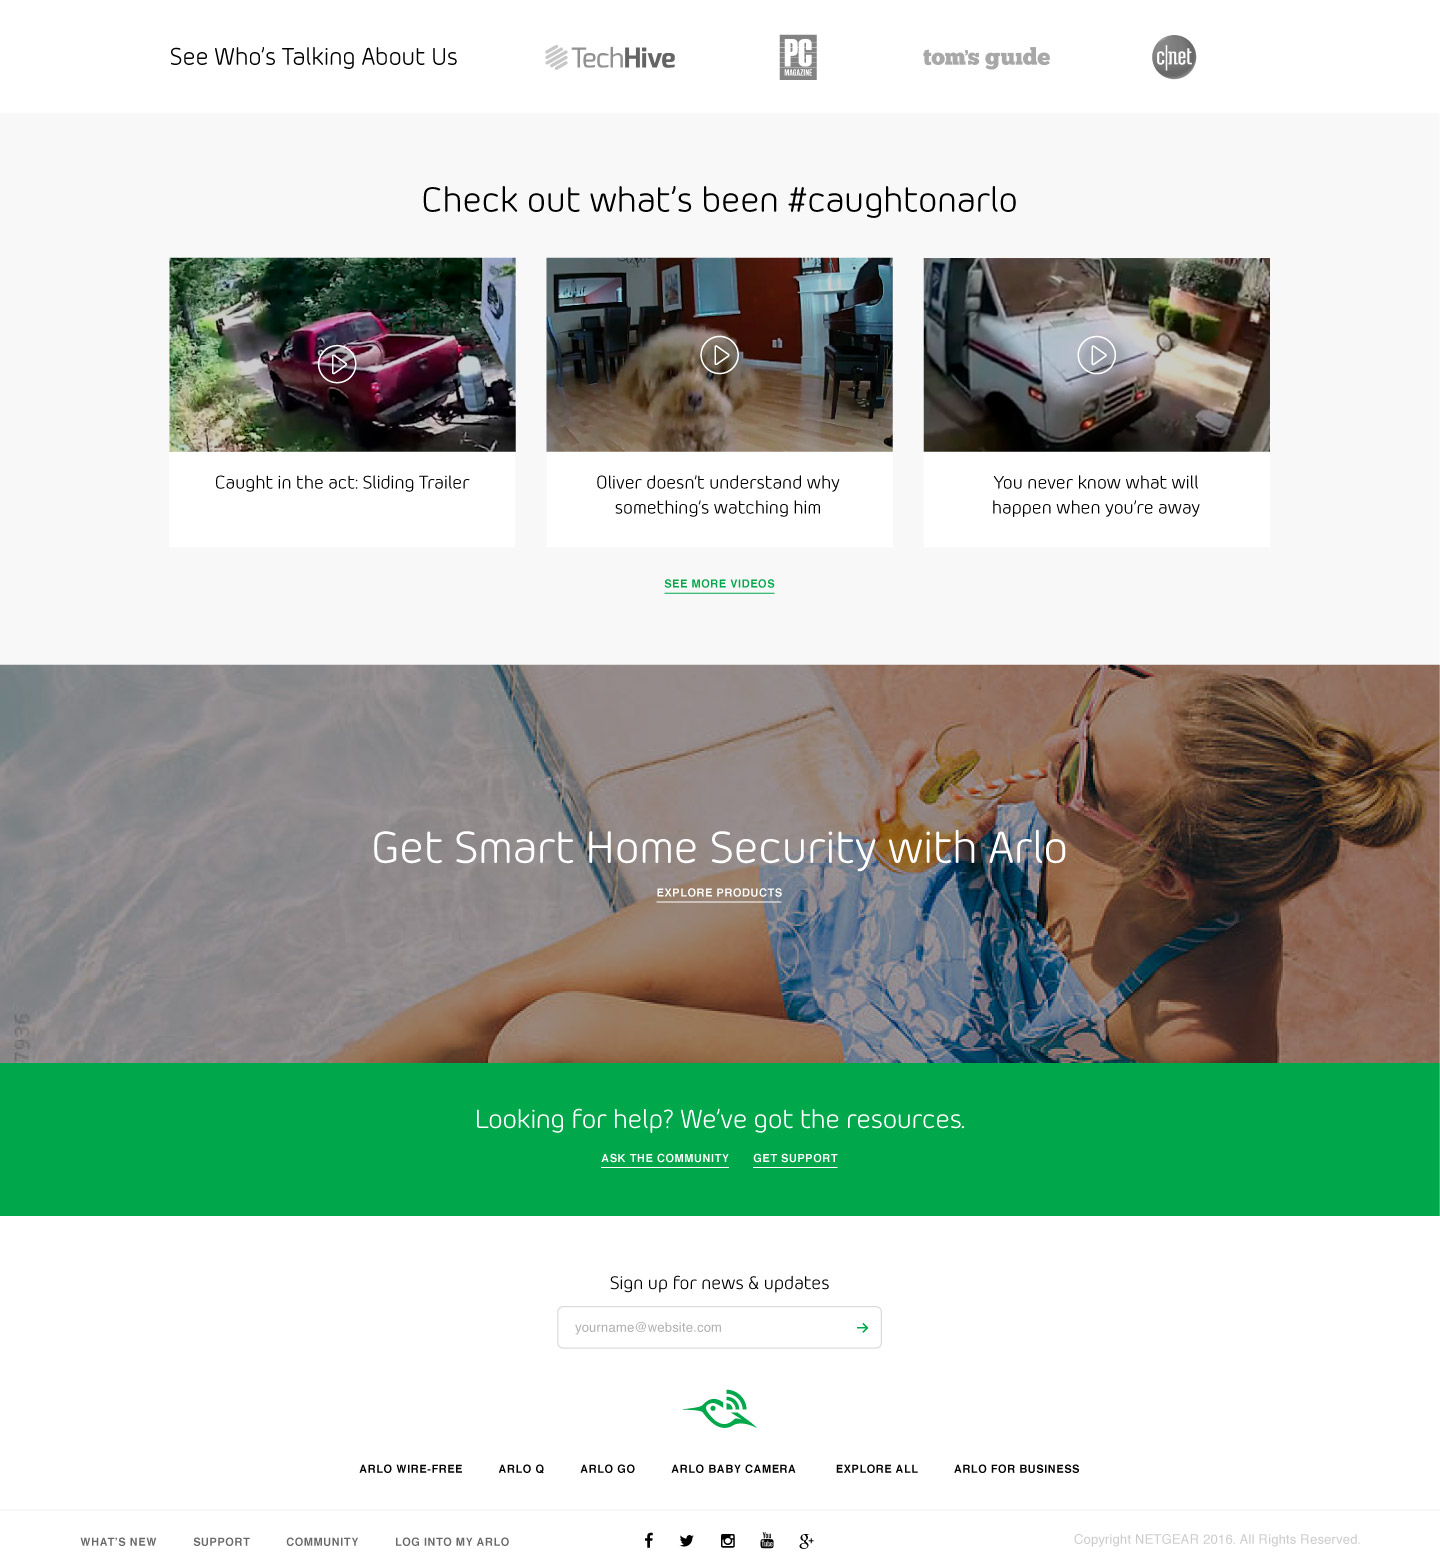 See Who's Talking About Us
TechHive
PC
MAGAZINE
tom's guide
c|net
Check out what's been #caughtonarlo
Caught in the act: Sliding Trailer
Oliver doesn't understand why
something's watching him
You never know what will
happen when you're away
SEE MORE VIDEOS
Get Smart Home Security with Arlo
EXPLORE PRODUCTS
7936
Looking for help? We've got the resources.
ASK THE COMMUNITY GET SUPPORT
Sign up for news & updates
yourname@website.com
ARLO WIRE-FREE ARLO Q ARLO GO ARLO BABY CAMERA EXPLORE ALL ARLO FOR BUSINESS
WHAT'S NEW SUPPORT COMMUNITY LOG INTO MY ARLO
You
Tube
g+
Copyright NETGEAR 2016. All Rights Reserved.